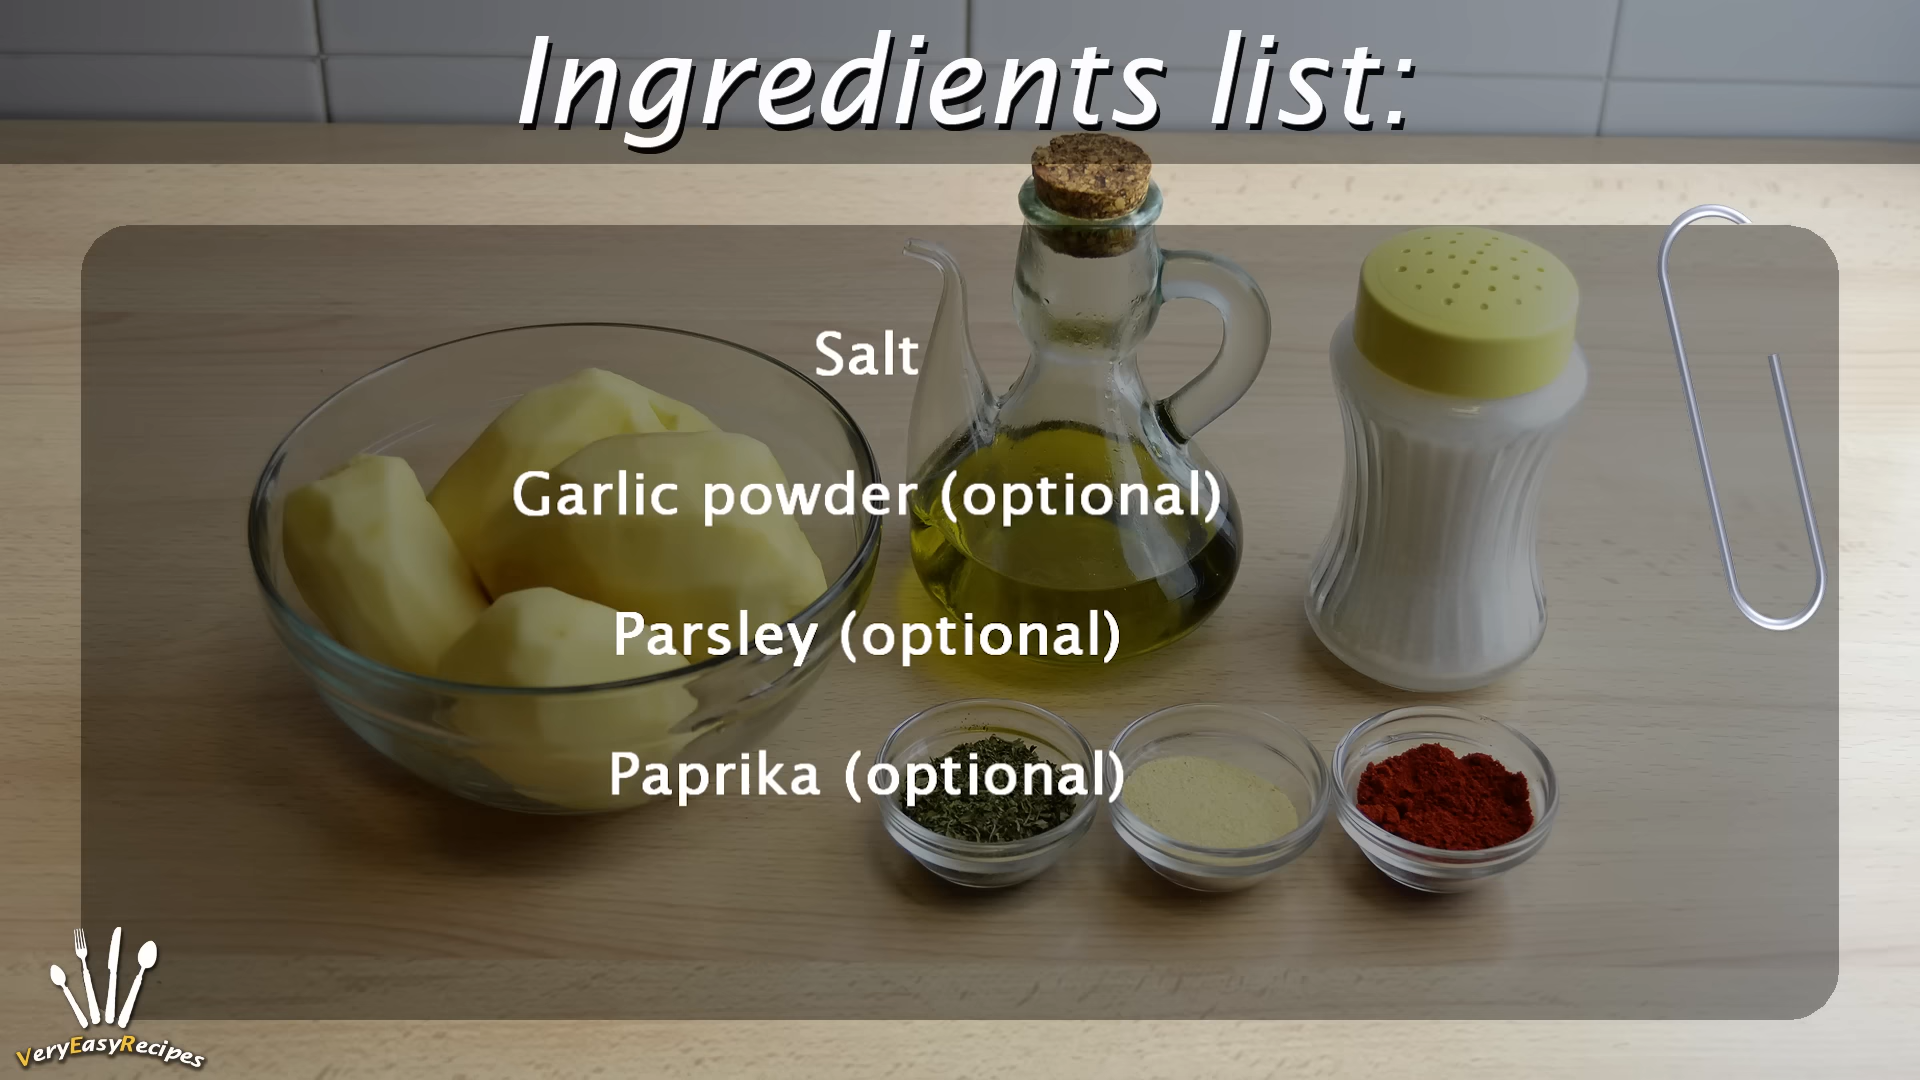 Ingredients list:
Salt
Garlic powder (optional)
Parsley (optional)
Paprika (optional)
VeryEasyRecipes